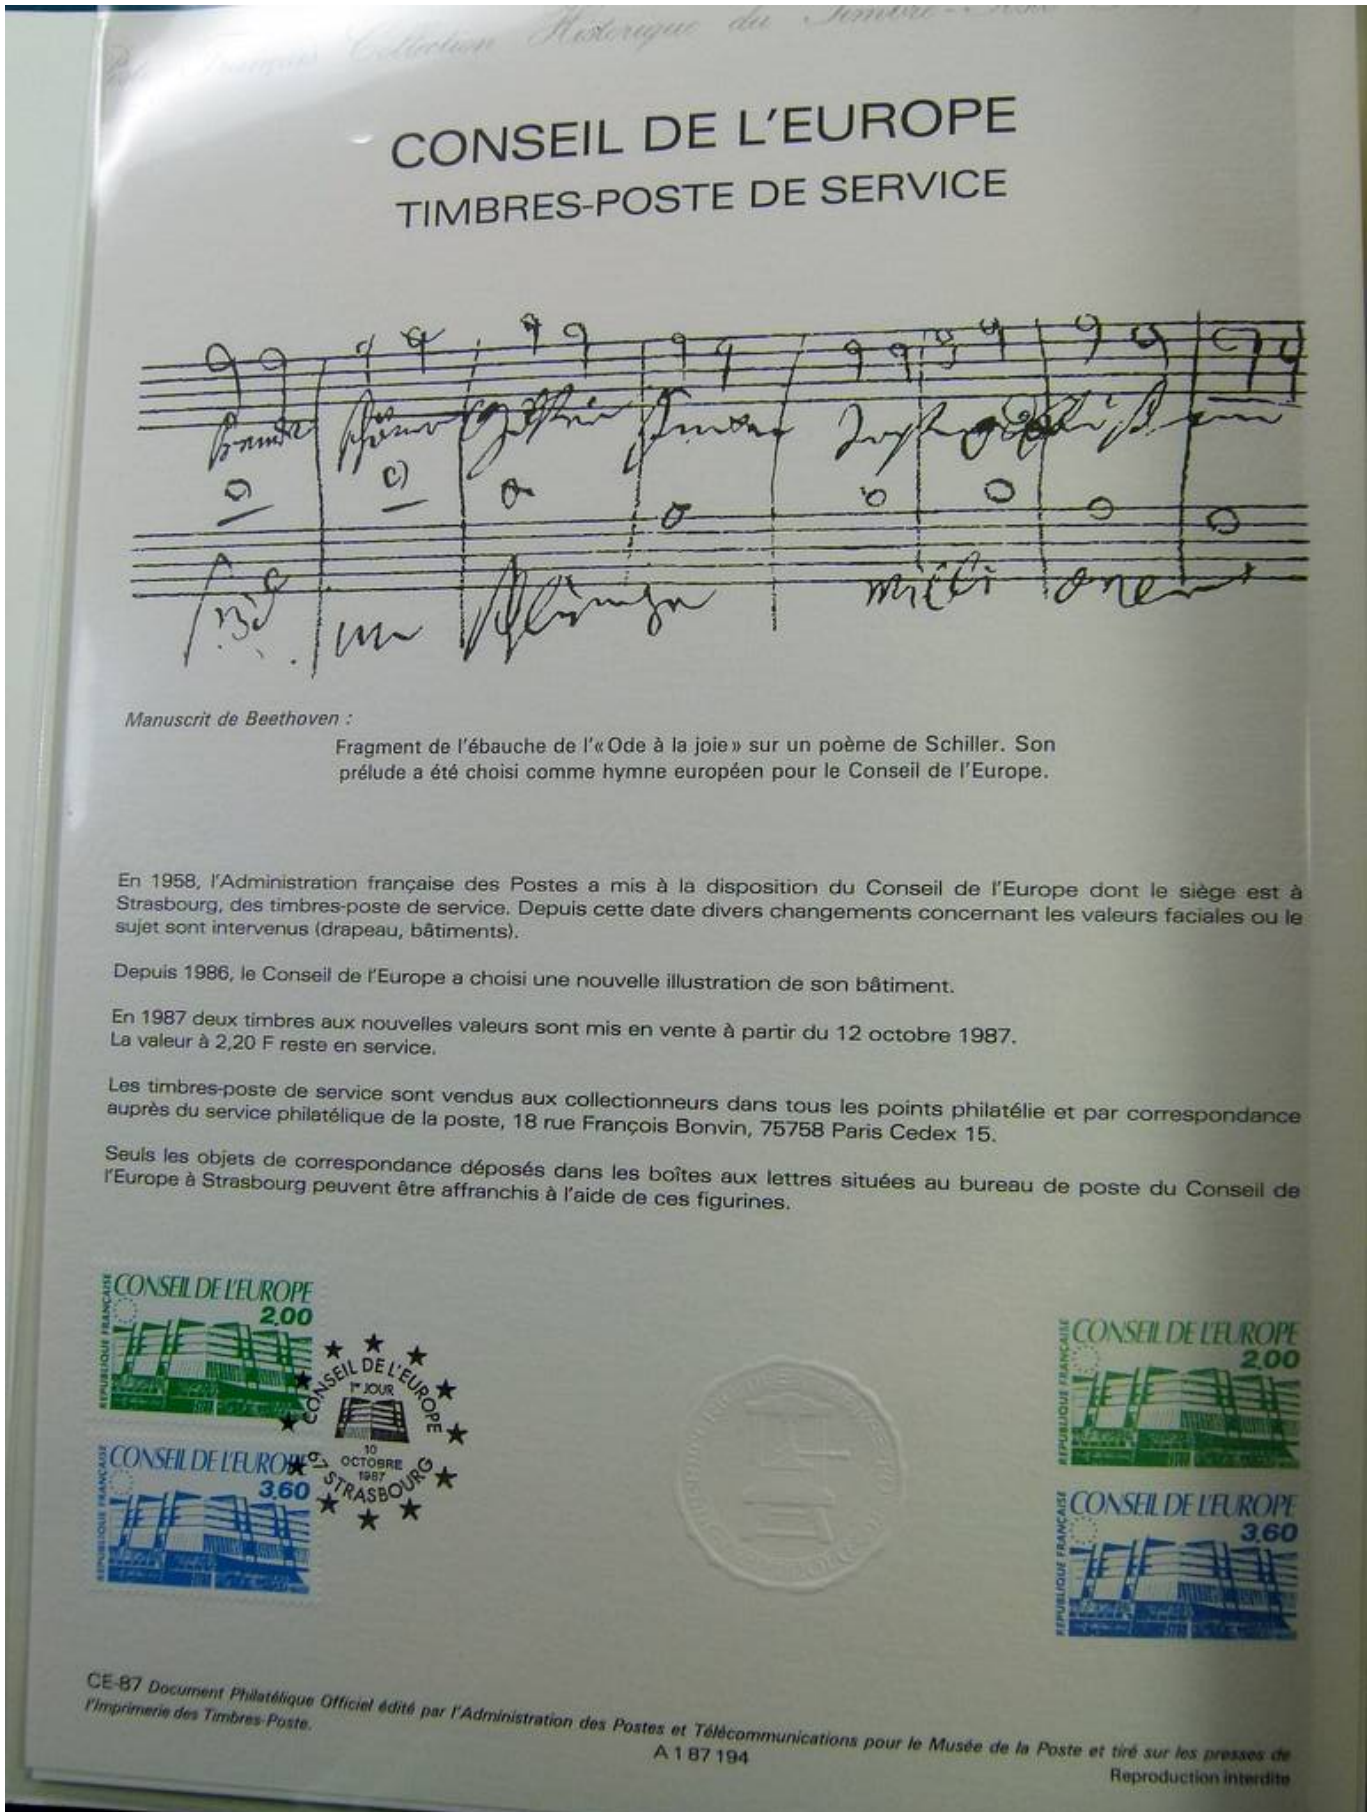 Collection Historique du Timbre-Poste
CONSEIL DE L'EUROPE
TIMBRES-POSTE DE SERVICE
milli onen
Manuscrit de Beethoven :
Fragment de l'ébauche de l'« Ode à la joie » sur un poème de Schiller. Son
prélude a été choisi comme hymne européen pour le Conseil de l'Europe.
En 1958, l'Administration française des Postes a mis à la disposition du Conseil de l'Europe dont le siège est à
Strasbourg, des timbres-poste de service. Depuis cette date divers changements concernant les valeurs faciales ou le
sujet sont intervenus (drapeau, bâtiments).
Depuis 1986, le Conseil de l'Europe a choisi une nouvelle illustration de son bâtiment.
En 1987 deux timbres aux nouvelles valeurs sont mis en vente à partir du 12 octobre 1987.
La valeur à 2,20 F reste en service.
Les timbres-poste de service sont vendus aux collectionneurs dans tous les points philatélie et par correspondance
auprès du service philatélique de la poste, 18 rue François Bonvin, 75758 Paris Cedex 15.
Seuls les objets de correspondance déposés dans les boîtes aux lettres situées au bureau de poste du Conseil de
l'Europe à Strasbourg peuvent être affranchis à l'aide de ces figurines.
CONSEIL DE L'EUROPE
2,00
REPUBLIQUE FRANÇAISE
CONSEIL DE L'EUROPE
3,60
REPUBLIQUE FRANÇAISE
CONSEIL DE L'EUROPE
1er JOUR
10
OCTOBRE
1987
67 STRASBOURG
CONSEIL DE L'EUROPE
2,00
REPUBLIQUE FRANÇAISE
CONSEIL DE L'EUROPE
3,60
REPUBLIQUE FRANÇAISE
CE-87 Document Philatélique Officiel édité par l'Administration des Postes et Télécommunications pour le Musée de la Poste et tiré sur les presses de
l'Imprimerie des Timbres-Poste.
A 1 87 194
Reproduction interdite